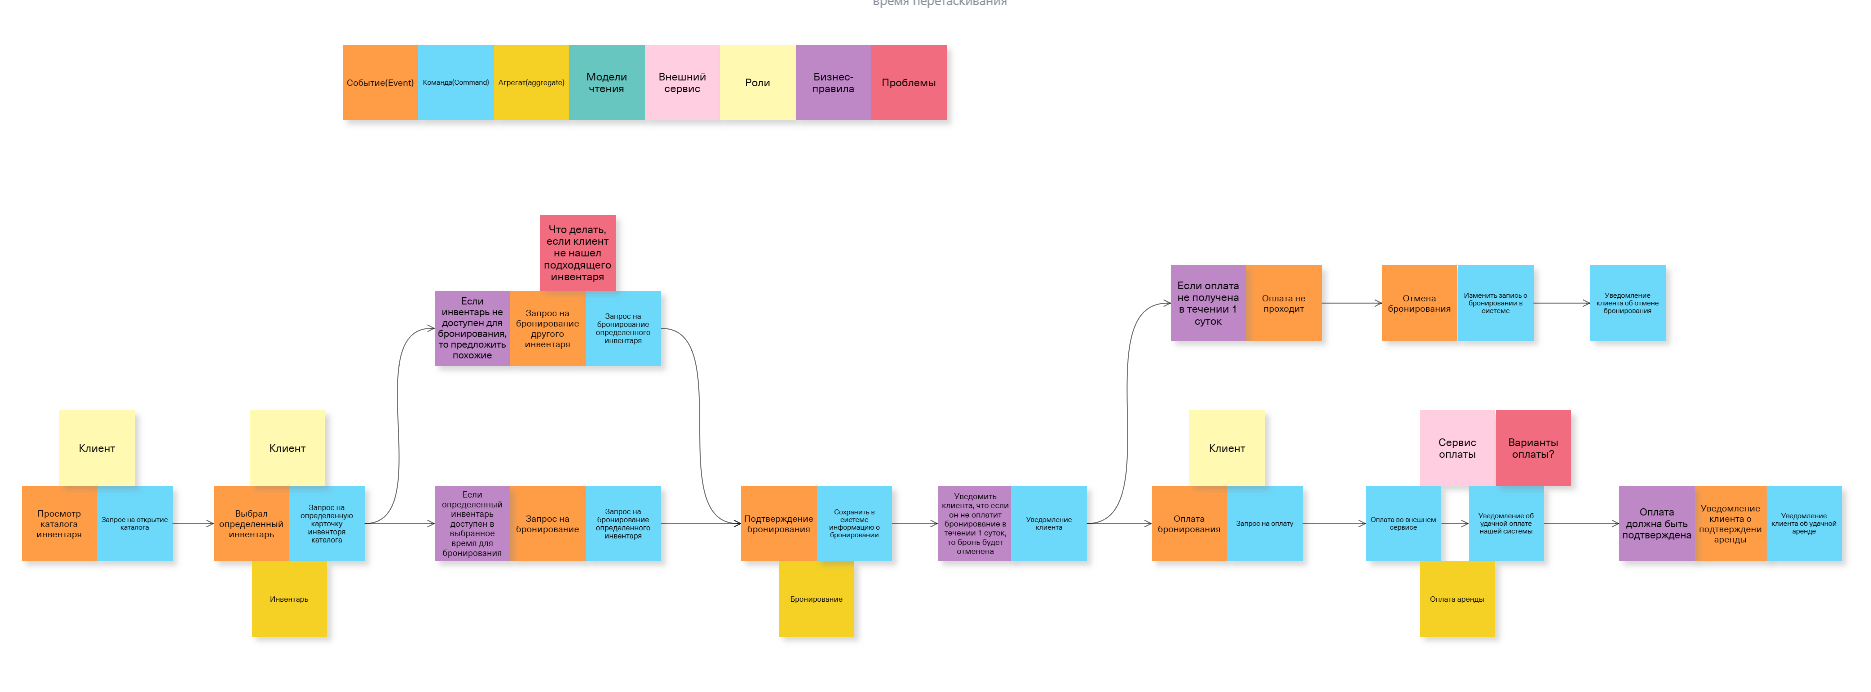 время перетаскивания
Событие(Event)
Команда(Command)
Агрегат(aggregate)
Модели
чтения
Внешний
сервис
Роли
Бизнес-
правила
Проблемы
Что делать,
если клиент
не нашел
подходящего
инвентаря
Если
инвентарь не
доступен для
бронирования,
то предложить
похожие
Запрос на
бронирование
другого
инвентаря
Запрос на
бронирование
определенного
инвентаря
Если оплата
не получена
в течении 1
суток
Оплата не
проходит
Отмена
бронирования
Изменить запись о
бронировании в
системе
Уведомление
клиента об отмене
бронирования
Клиент
Клиент
Клиент
Сервис
оплаты
Варианты
оплаты?
Просмотр
каталога
инвентаря
Запрос на открытие
каталога
Выбрал
определенный
инвентарь
Запрос на
определенную
карточку
инвенторя
каталога
Если
определенный
инвентарь
доступен в
выбранное
время для
бронирования
Запрос на
бронирование
Запрос на
бронирование
определенного
инвентаря
Подтверждение
бронирования
Сохранить в
системе
информацию о
бронировании
Уведомить
клиента, что если
он не оплатит
бронирование в
течении 1 суток,
то бронь будет
отменена
Уведомление
клиента
Оплата
бронирования
Запрос на оплату
Оплата во внешнем
сервисе
Уведомление об
удачной оплате
нашей системы
Оплата
должна быть
подтверждена
Уведомление
клиента о
подтверждени
аренды
Уведомление
клиента об удачной
аренде
Инвентарь
Бронирование
Оплата аренды